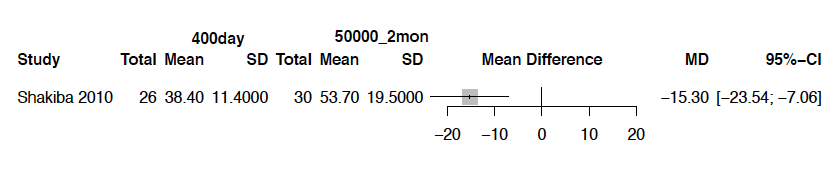 400day 50000_2mon
Study Total Mean SD Total Mean SD Mean Difference MD 95%−CI
Shakiba 2010 26 38.40 11.4000 30 53.70 19.5000 −15.30 [−23.54; −7.06]
−20 −10 0 10 20